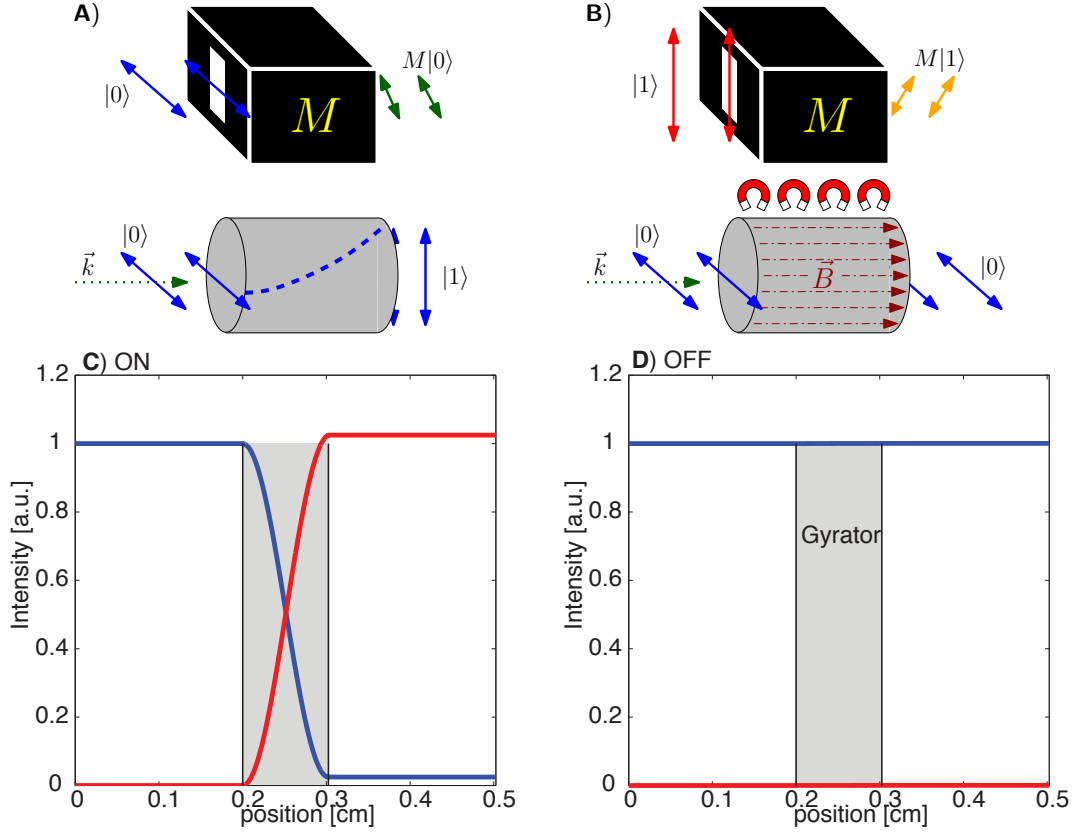 A)
|0⟩
M
M|0⟩
|0⟩
k⃗
|1⟩
B)
|1⟩
M
M|1⟩
|0⟩
k⃗
B⃗
|0⟩
C) ON
1.2
1
0.8
0.6
0.4
0.2
0
Intensity [a.u.]
0 0.1 0.2 0.3 0.4 0.5
position [cm]
D) OFF
1.2
1
0.8
0.6
0.4
0.2
0
Intensity [a.u.]
Gyrator
0 0.1 0.2 0.3 0.4 0.5
position [cm]